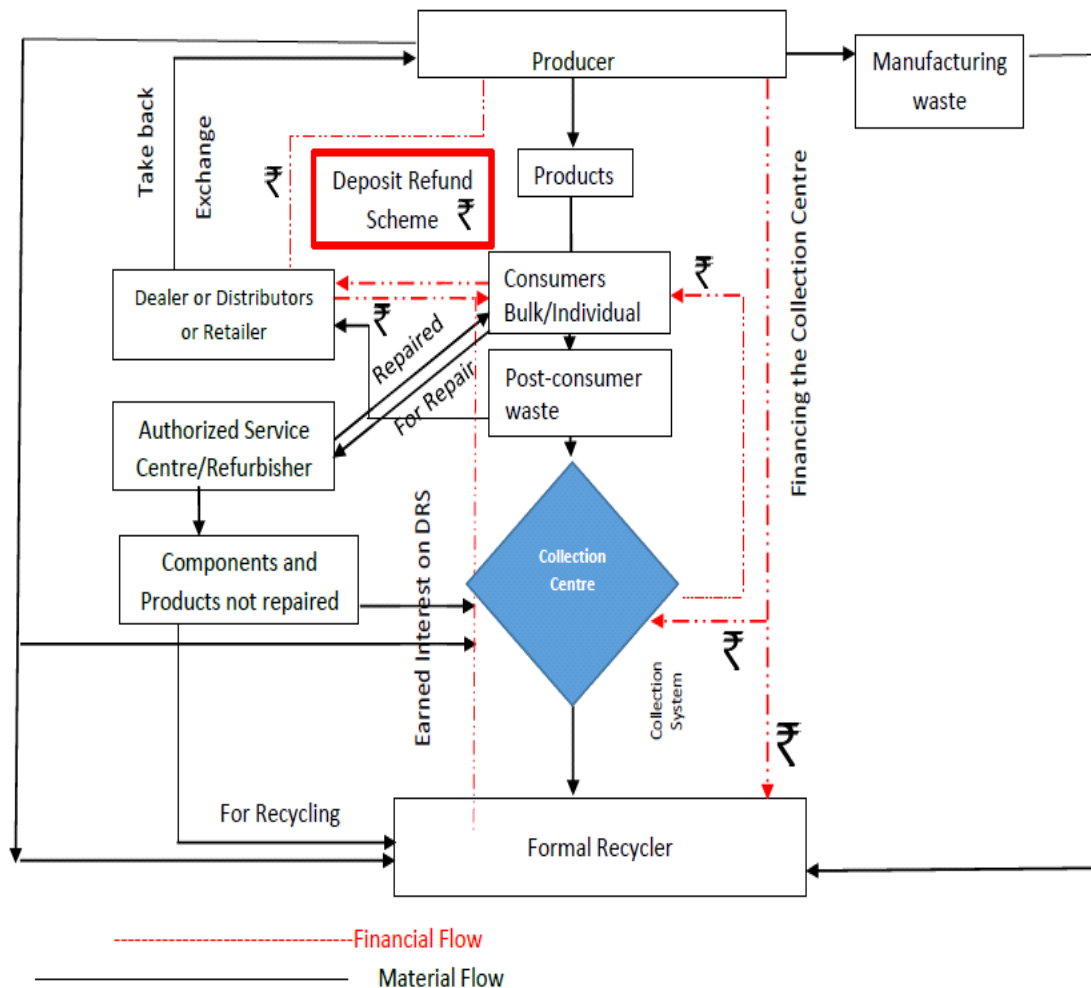 Producer
Manufacturing
waste
Take back
Exchange
₹
Deposit Refund
Scheme ₹
Products
Financing the Collection Centre
Dealer or Distributors
or Retailer
₹
Consumers
Bulk/Individual
₹
Repaired
For Repair
Post-consumer
waste
Authorized Service
Centre/Refurbisher
Components and
Products not repaired
Earned Interest on DRS
Collection
Centre
₹
Collection
System
₹
For Recycling
Formal Recycler
Financial Flow
Material Flow